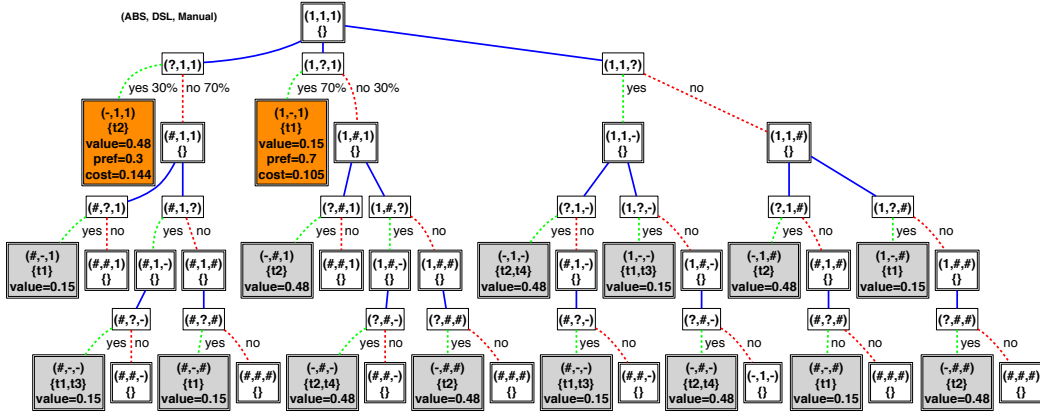 (ABS, DSL, Manual)
(1,1,1)
{}
(?,1,1)
(1,?,1)
(1,1,?)
yes 30%
no 70%
yes 70%
no 30%
yes
no
(-,1,1)
{t2}
value=0.48
pref=0.3
cost=0.144
(#,1,1)
{}
(1,-,1)
{t1}
value=0.15
pref=0.7
cost=0.105
(1,#,1)
{}
(1,1,-)
{}
(1,1,#)
{}
(#,?,1)
(#,1,?)
(?,#,1)
(1,#,?)
(?,1,-)
(1,?,-)
(?,1,#)
(1,?,#)
yes
no
yes
no
yes
no
yes
no
yes
no
yes
no
yes
no
yes
no
(#,-,1)
{t1}
value=0.15
(#,#,1)
{}
(#,1,-)
{}
(#,1,#)
{}
(-,#,1)
{t2}
value=0.48
(#,#,1)
{}
(1,#,-)
{}
(1,#,#)
{}
(-,1,-)
{t2,t4}
value=0.48
(#,1,-)
{}
(1,-,-)
{t1,t3}
value=0.15
(1,#,-)
{}
(-,1,#)
{t2}
value=0.48
(#,1,#)
{}
(1,-,#)
{t1}
value=0.15
(1,#,#)
{}
(#,?,-)
(#,?,#)
(?,#,-)
(?,#,#)
(#,?,-)
(?,#,-)
(#,?,#)
(?,#,#)
yes
no
yes
no
yes
no
yes
no
yes
no
yes
no
no
no
yes
no
(#,-,-)
{t1,t3}
value=0.15
(#,#,-)
{}
(#,-,#)
{t1}
value=0.15
(#,#,#)
{}
(-,#,-)
{t2,t4}
value=0.48
(#,#,-)
{}
(-,#,#)
{t2}
value=0.48
(#,#,#)
{}
(#,-,-)
{t1,t3}
value=0.15
(#,#,-)
{}
(-,#,-)
{t2,t4}
value=0.48
(-,1,-)
{}
(#,-,#)
{t1}
value=0.15
(#,#,#)
{}
(-,#,#)
{t2}
value=0.48
(#,#,#)
{}